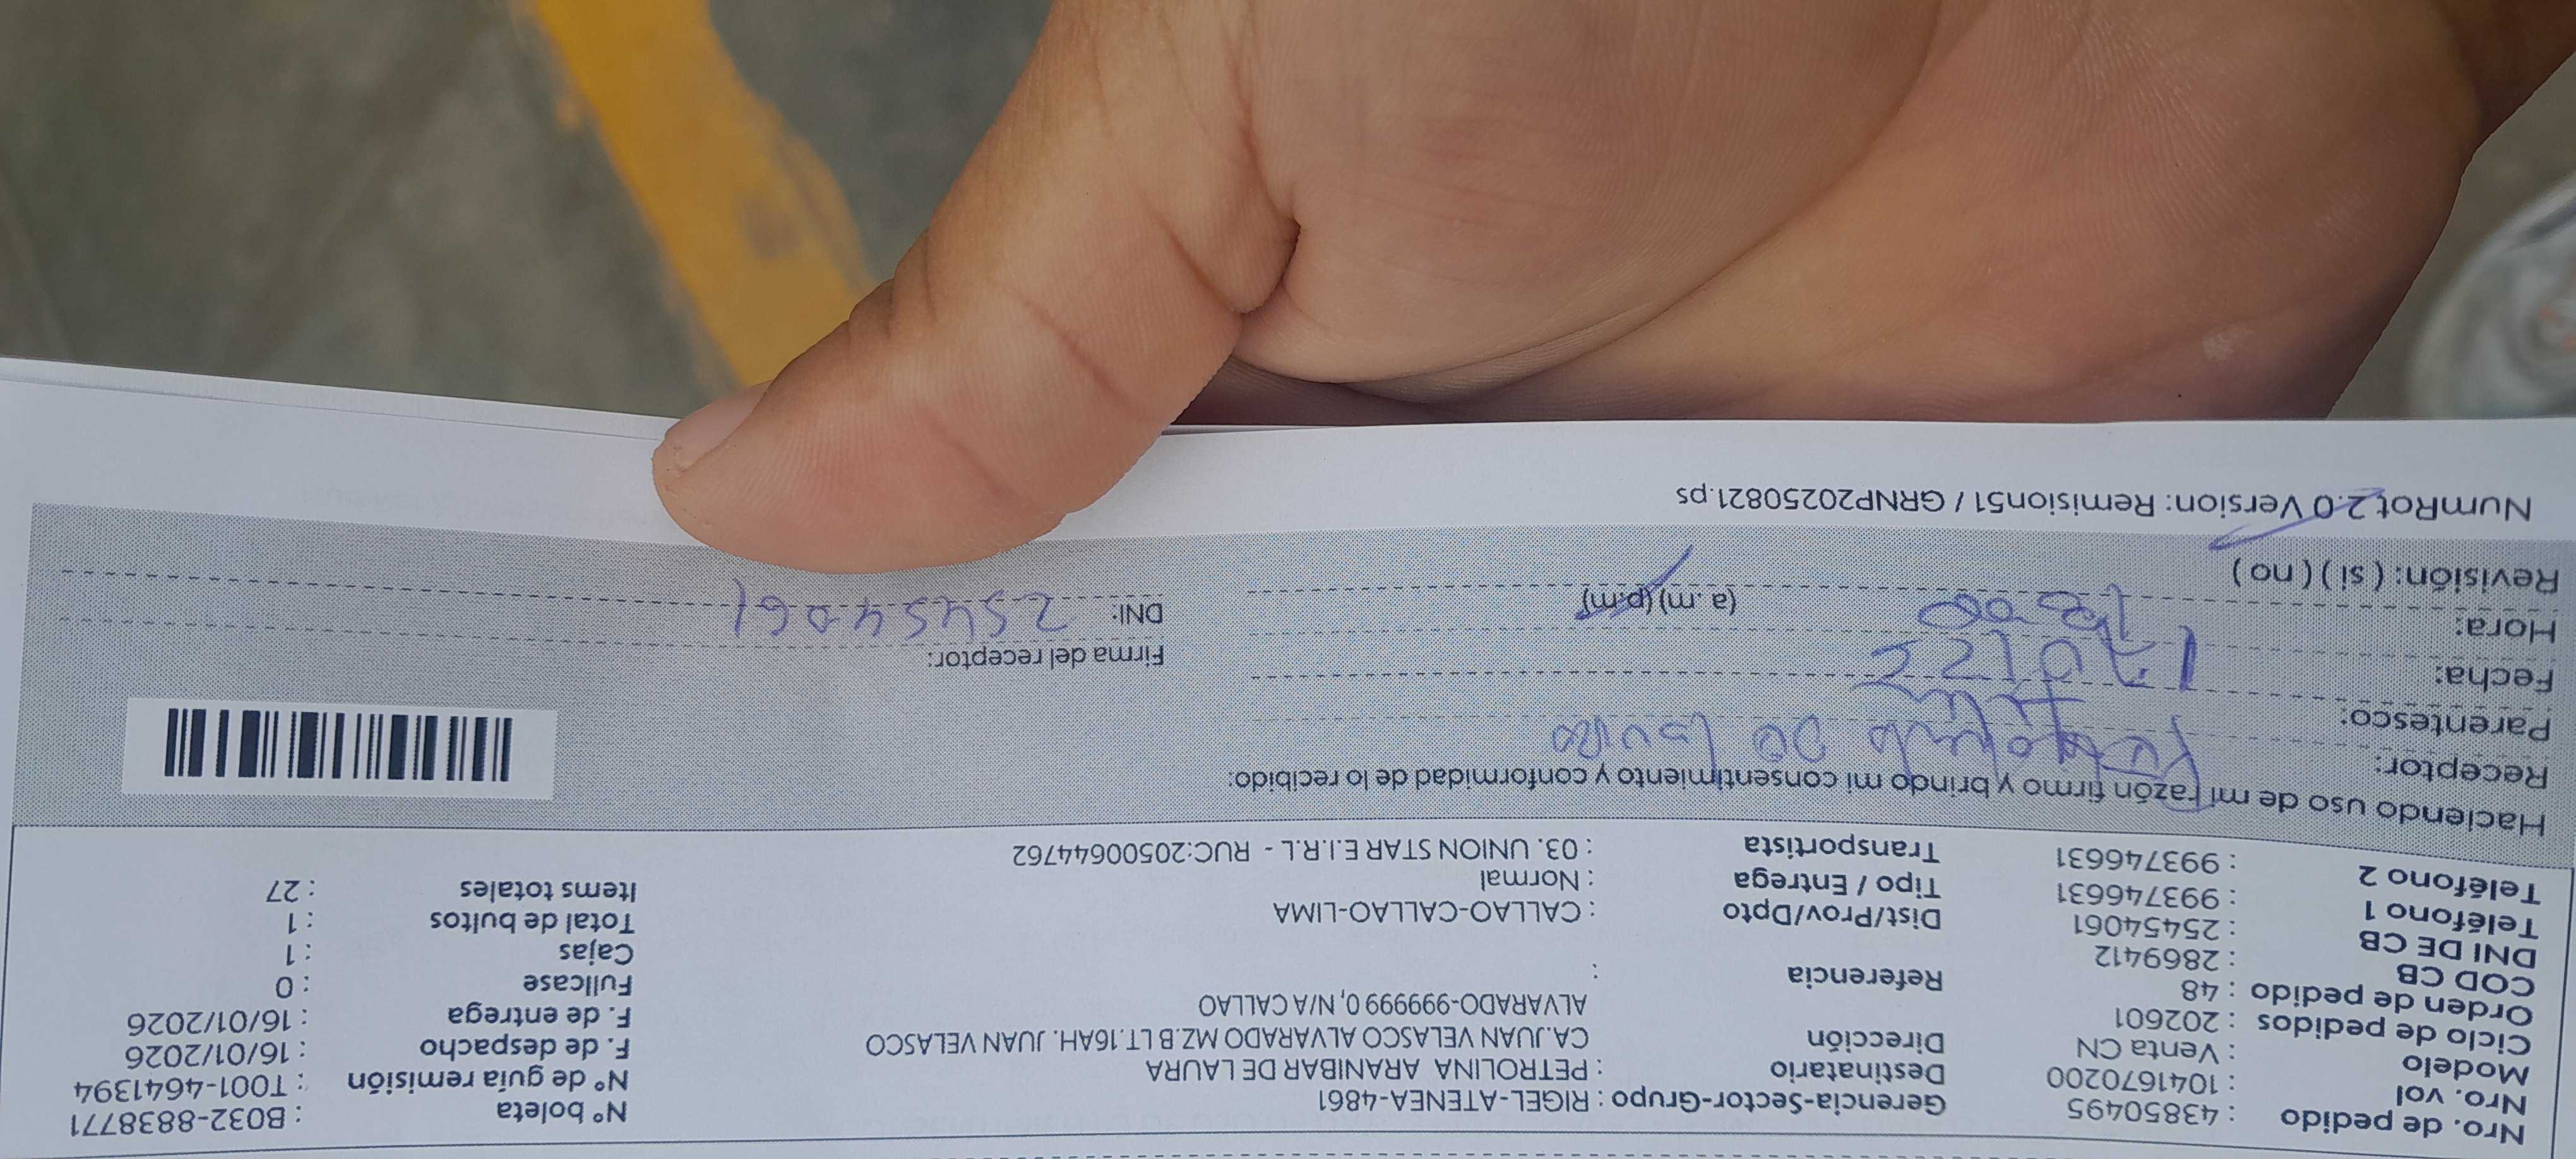 Nro. de pedido : 43850495 Gerencia-Sector-Grupo : RIGEL-ATENEA-4861 N° boleta : B032-8838771
Nro. vol : 1041670200 Destinatario : PETROLINA ARANIBAR DE LAURA N° de guía remisión : T001-4641394
Modelo : Venta CN Dirección CA.JUAN VELASCO ALVARADO MZ.B LT.16AH. JUAN VELASCO F. de despacho : 16/01/2026
Ciclo de pedidos : 202601 ALVARADO-999999 0, N/A CALLAO F. de entrega : 16/01/2026
Orden de pedido : 48 Referencia : Fullcase : 0
COD CB : 2869412 Cajas : 1
DNI DE CB : 25454061 Dist/Prov/Dpto : CALLAO-CALLAO-LIMA Total de bultos : 1
Teléfono 1 : 993746631 Tipo / Entrega : Normal Items totales : 27
Teléfono 2 : 993746631 Transportista : 03. UNION STAR E.I.R.L - RUC:20500644762
Haciendo uso de mi razón firmo y brindo mi consentimiento y conformidad de lo recibido:
Receptor: De Laura
Parentesco:
Fecha: Firma del receptor:
Hora: (a. m) (p.m) DNI: 25454061
Revisión: ( si ) ( no )
NumRot 2.0 Version: Remision51 / GRNP20250821.ps